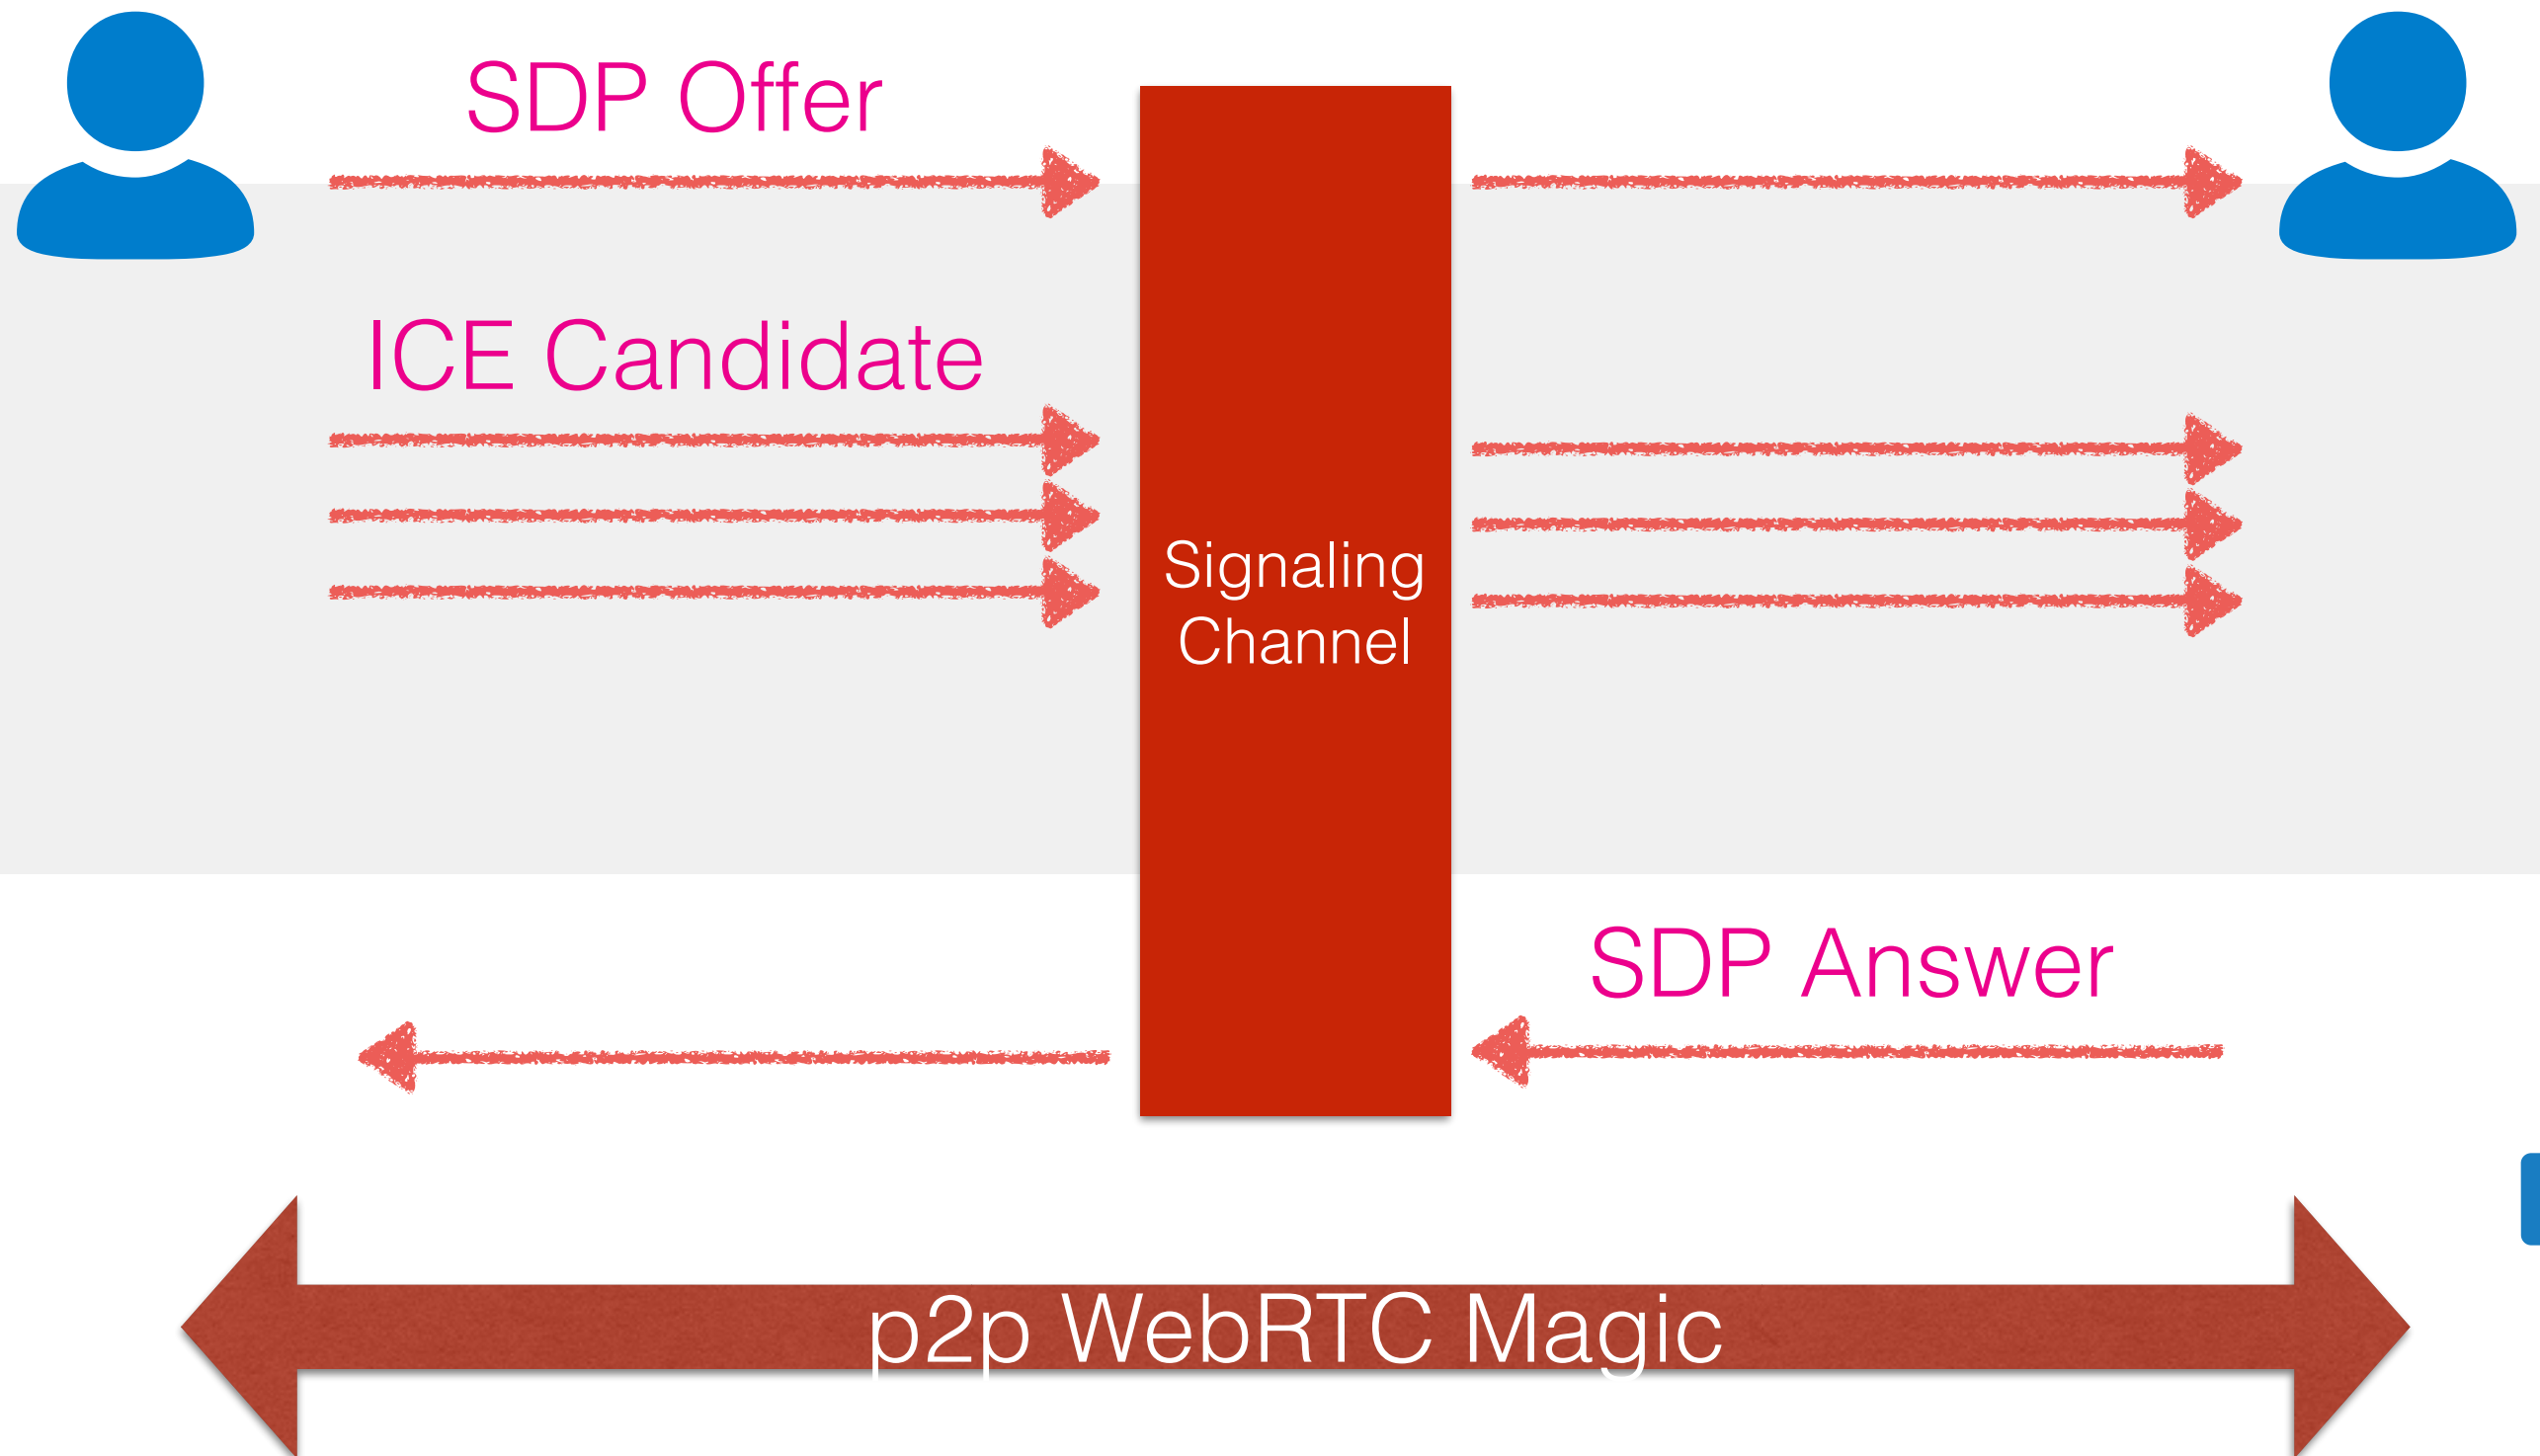 SDP Offer
ICE Candidate
Signaling
Channel
SDP Answer
p2p WebRTC Magic